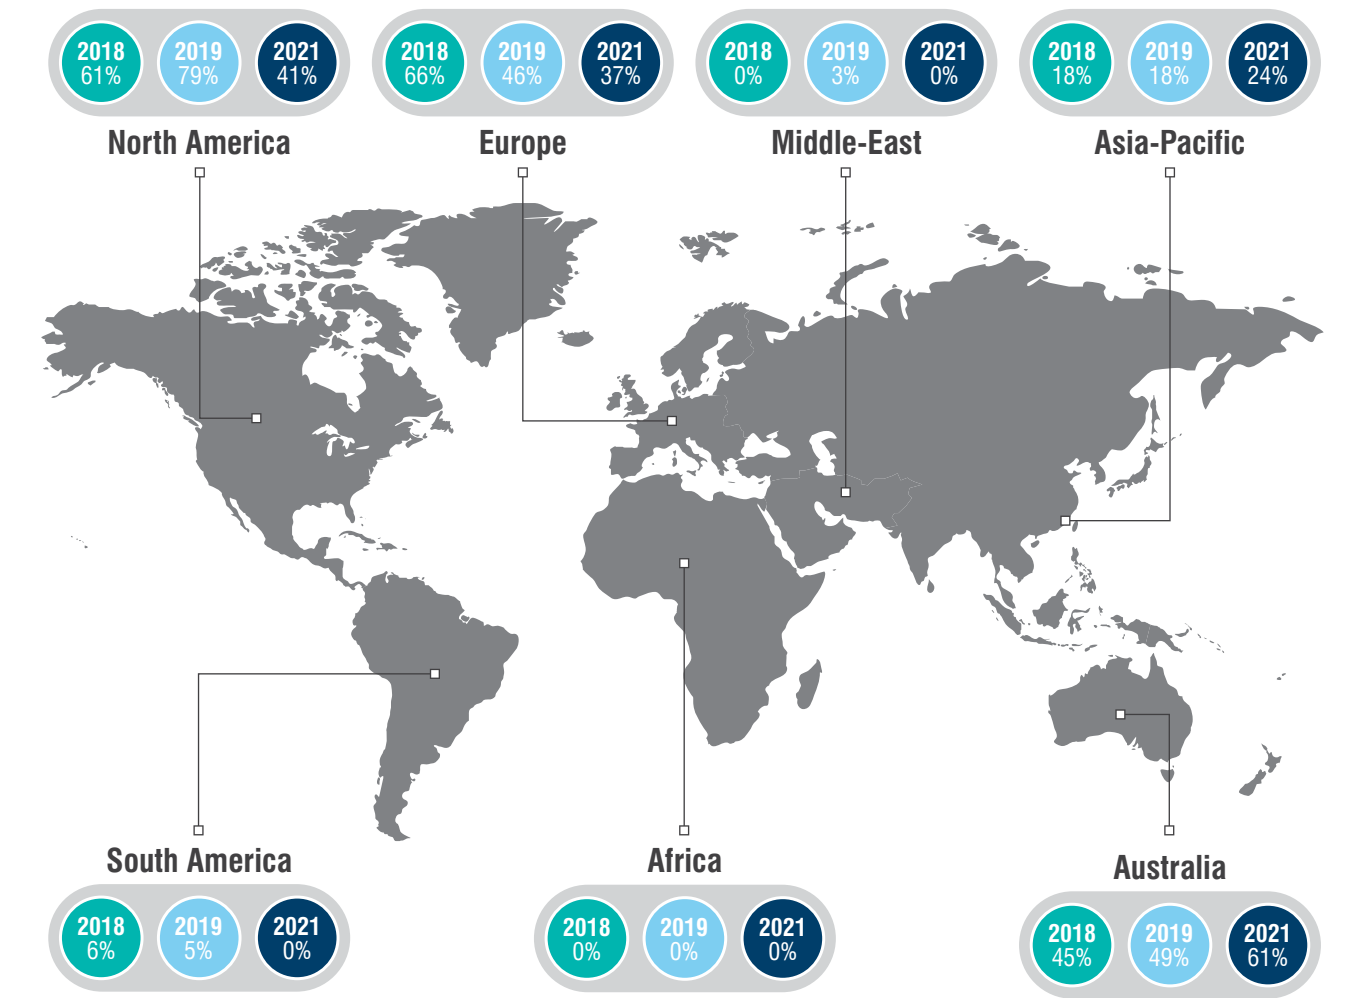 2018 2019 2021 2018 2019 2021 2018 2019 2021 2018 2019 2021
61% 79% 41% 66% 46% 37% 0% 3% 0% 18% 18% 24%
North America Europe Middle-East Asia-Pacific
South America Africa Australia
2018 2019 2021 2018 2019 2021 2018 2019 2021
6% 5% 0% 0% 0% 0% 45% 49% 61%